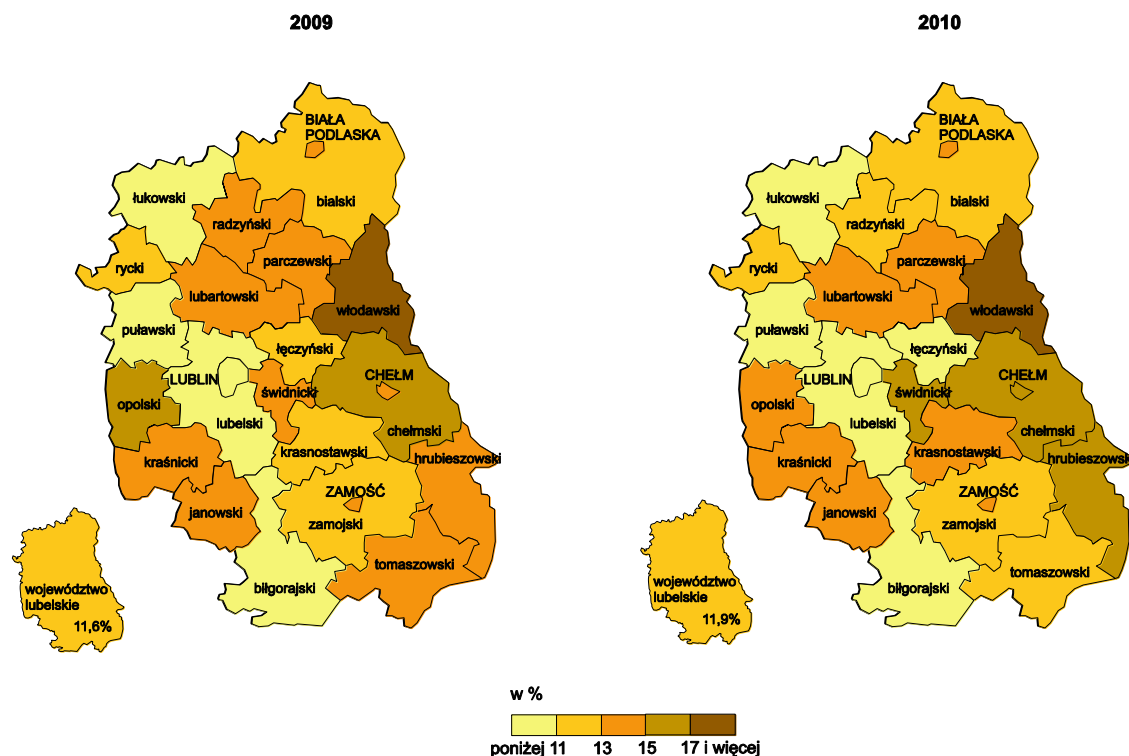 2009
BIAŁA
PODLASKA
łukowski
bialski
radzyński
rycki
parczewski
lubartowski
włodawski
puławski
łęczyński
LUBLIN
CHEŁM
świdnickł
opolski
lubelski
chełmski
krasnostawski
hrubieszowski
kraśnicki
ZAMOŚĆ
janowski
zamojski
tomaszowski
biłgorajski
województwo
lubelskie
11,6%
2010
BIAŁA
PODLASKA
łukowski
bialski
radzyński
rycki
parczewski
lubartowski
włodawski
puławski
łęczyński
LUBLIN
CHEŁM
świdnickł
opolski
lubelski
chełmski
krasnostawski
hrubieszowski
kraśnicki
ZAMOŚĆ
janowski
zamojski
tomaszowski
biłgorajski
województwo
lubelskie
11,9%
w %
poniżej 11 13 15 17 i więcej